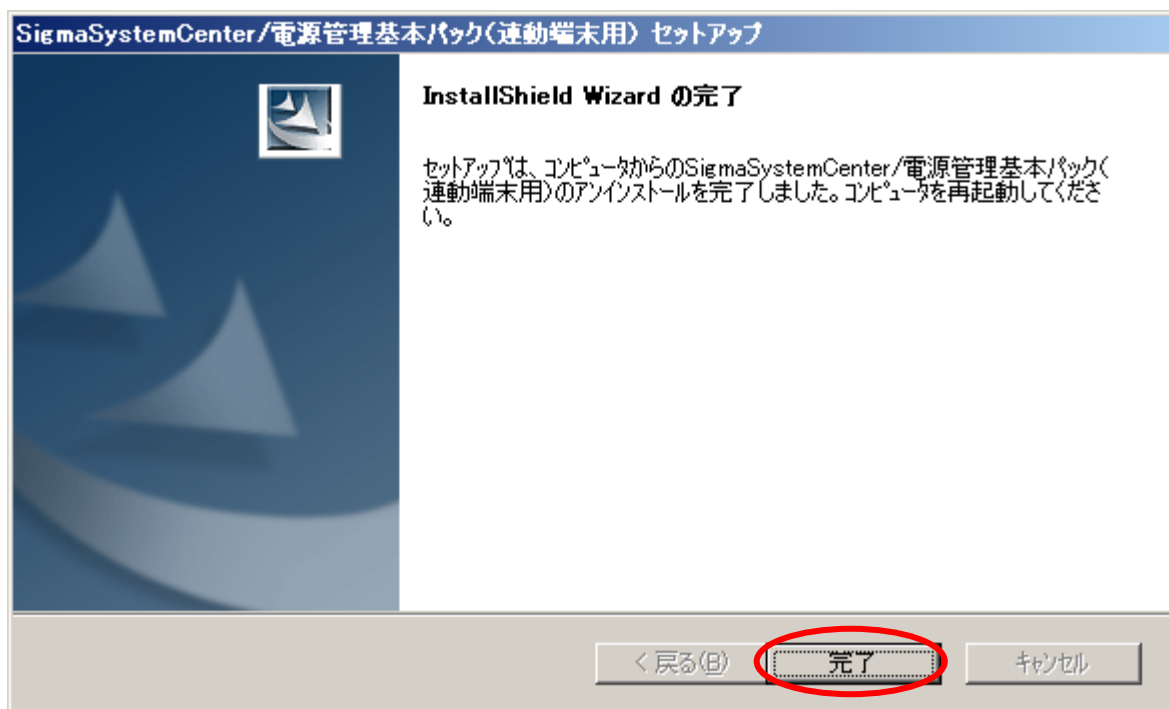 SigmaSystemCenter/電源管理基本パック(連動端末用) セットアップ
InstallShield Wizard の完了
セットアップは、コンピュータからのSigmaSystemCenter/電源管理基本パック(
連動端末用)のアンインストールを完了しました。コンピュータを再起動してくださ
い。
< 戻る(B)
完了
キャンセル